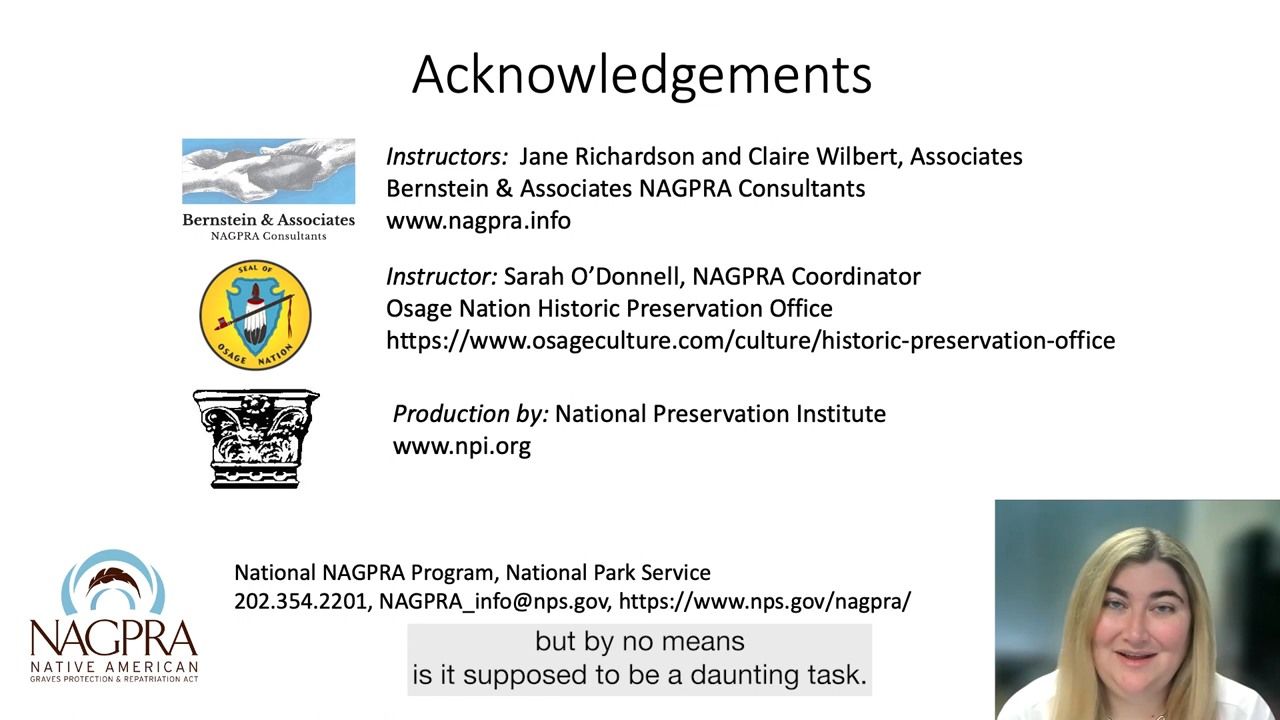 Acknowledgements
Bernstein & Associates
NAGPRA Consultants
Instructors: Jane Richardson and Claire Wilbert, Associates
Bernstein & Associates NAGPRA Consultants
www.nagpra.info
SEAL OF
OSAGE NATION
Instructor: Sarah O’Donnell, NAGPRA Coordinator
Osage Nation Historic Preservation Office
https://www.osageculture.com/culture/historic-preservation-office
Production by: National Preservation Institute
www.npi.org
NAGPRA
NATIVE AMERICAN
GRAVES PROTECTION & REPATRIATION ACT
National NAGPRA Program, National Park Service
202.354.2201, NAGPRA_info@nps.gov, https://www.nps.gov/nagpra/
but by no means
is it supposed to be a daunting task.